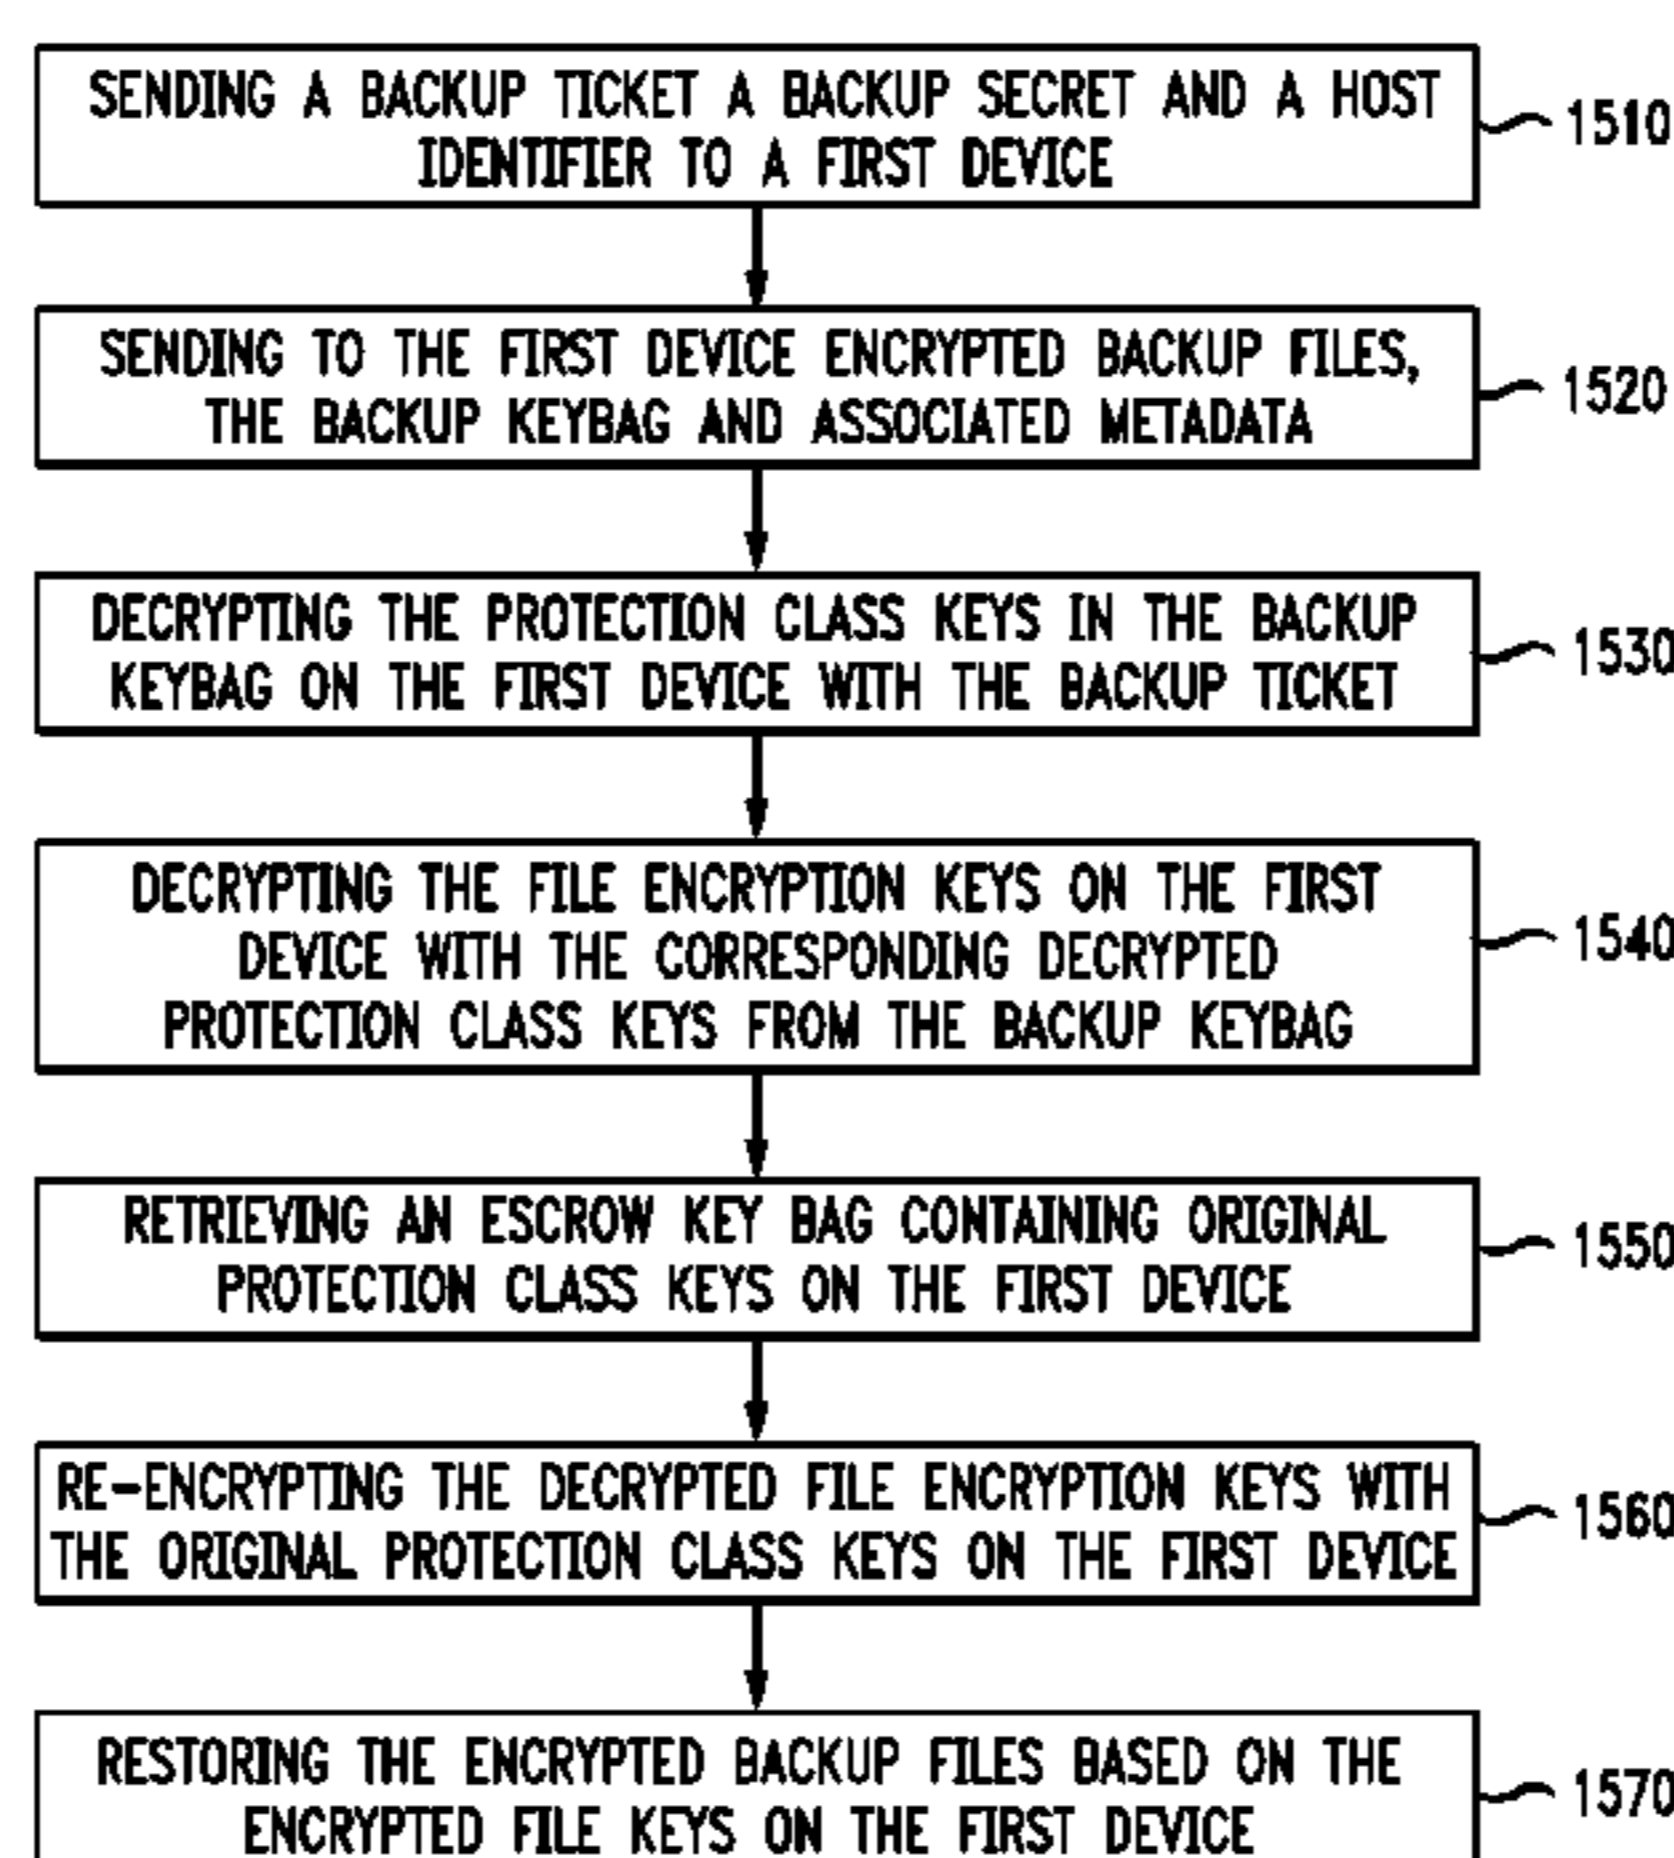 SENDING A BACKUP TICKET A BACKUP SECRET AND A HOST
IDENTIFIER TO A FIRST DEVICE
1510
SENDING TO THE FIRST DEVICE ENCRYPTED BACKUP FILES,
THE BACKUP KEYBAG AND ASSOCIATED METADATA
1520
DECRYPTING THE PROTECTION CLASS KEYS IN THE BACKUP
KEYBAG ON THE FIRST DEVICE WITH THE BACKUP TICKET
1530
DECRYPTING THE FILE ENCRYPTION KEYS ON THE FIRST
DEVICE WITH THE CORRESPONDING DECRYPTED
PROTECTION CLASS KEYS FROM THE BACKUP KEYBAG
1540
RETRIEVING AN ESCROW KEY BAG CONTAINING ORIGINAL
PROTECTION CLASS KEYS ON THE FIRST DEVICE
1550
RE-ENCRYPTING THE DECRYPTED FILE ENCRYPTION KEYS WITH
THE ORIGINAL PROTECTION CLASS KEYS ON THE FIRST DEVICE
1560
RESTORING THE ENCRYPTED BACKUP FILES BASED ON THE
ENCRYPTED FILE KEYS ON THE FIRST DEVICE
1570